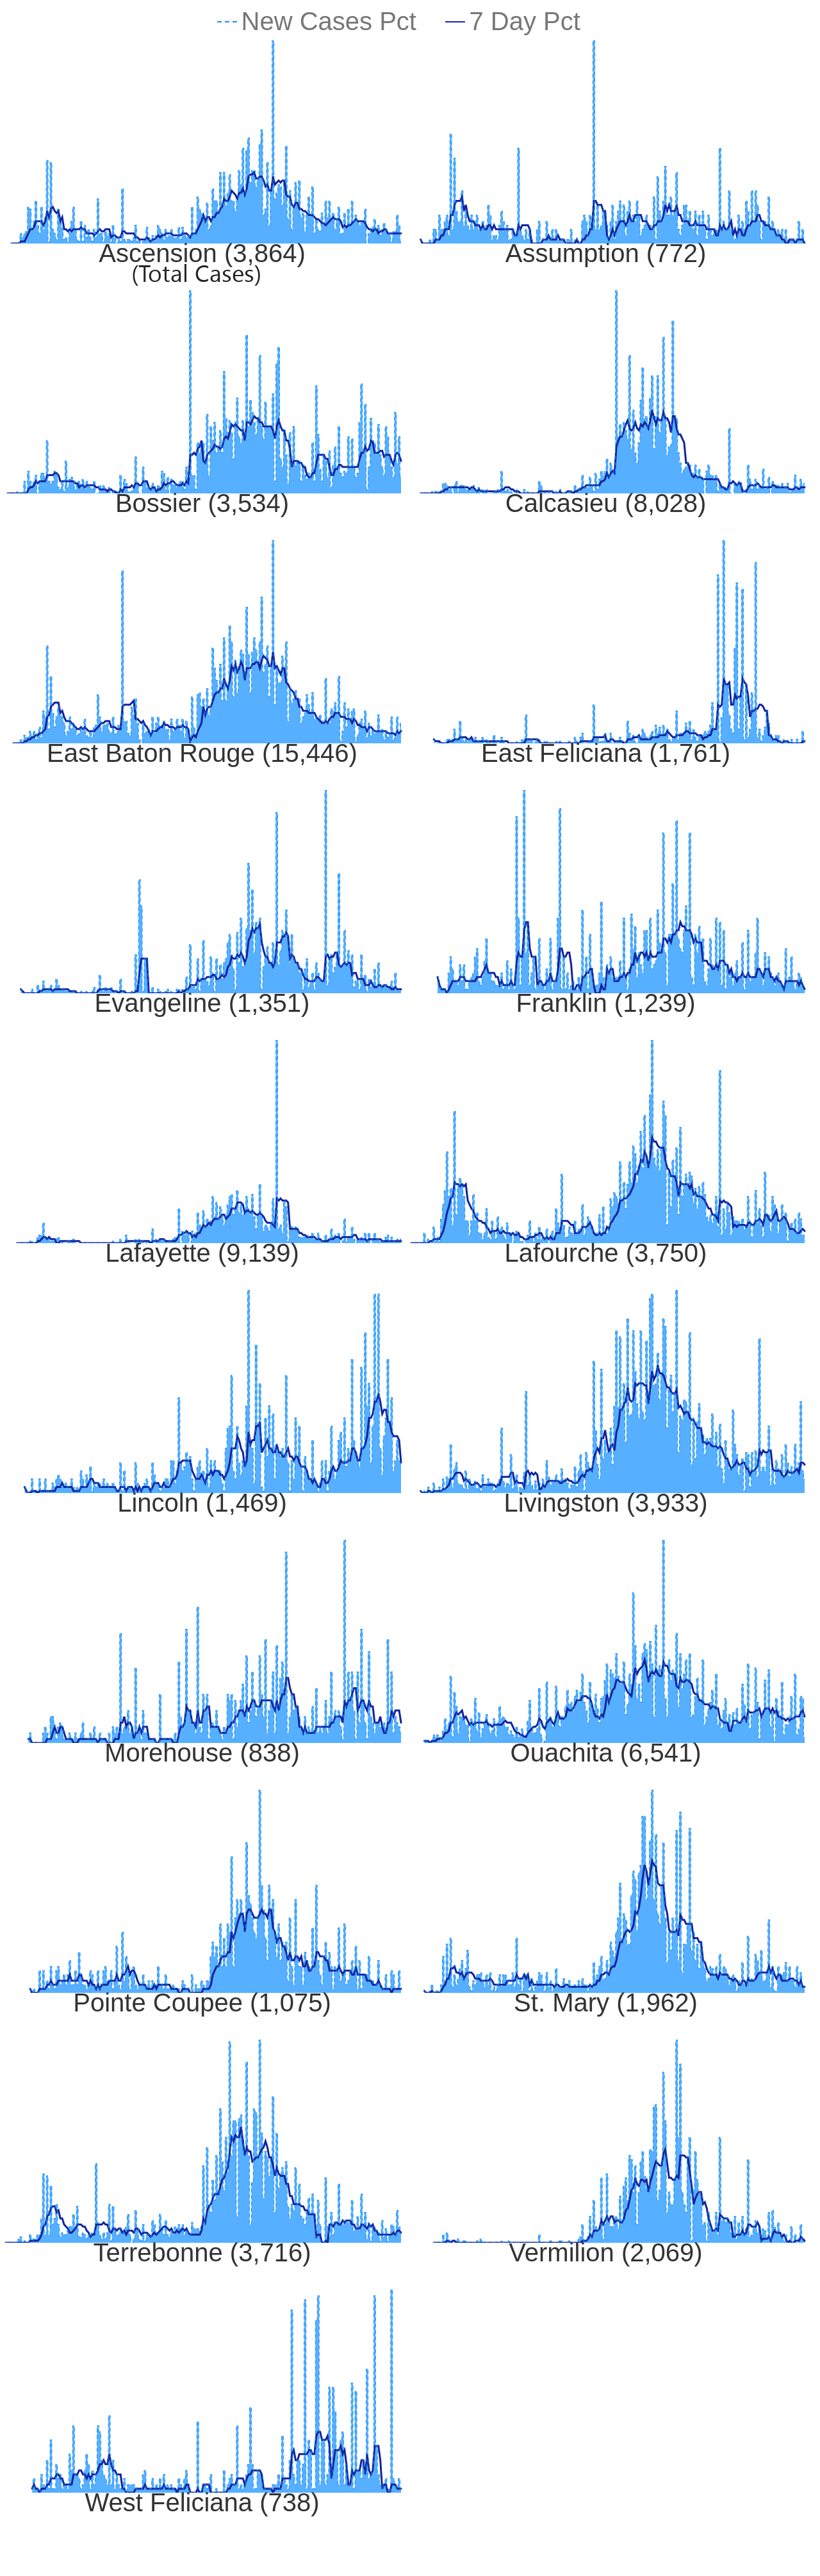 New Cases Pct 7 Day Pct
Ascension (3,864) Assumption (772)
(Total Cases)
Bossier (3,534) Calcasieu (8,028)
East Baton Rouge (15,446) East Feliciana (1,761)
Evangeline (1,351) Franklin (1,239)
Lafayette (9,139) Lafourche (3,750)
Lincoln (1,469) Livingston (3,933)
Morehouse (838) Ouachita (6,541)
Pointe Coupee (1,075) St. Mary (1,962)
Terrebonne (3,716) Vermilion (2,069)
West Feliciana (738)